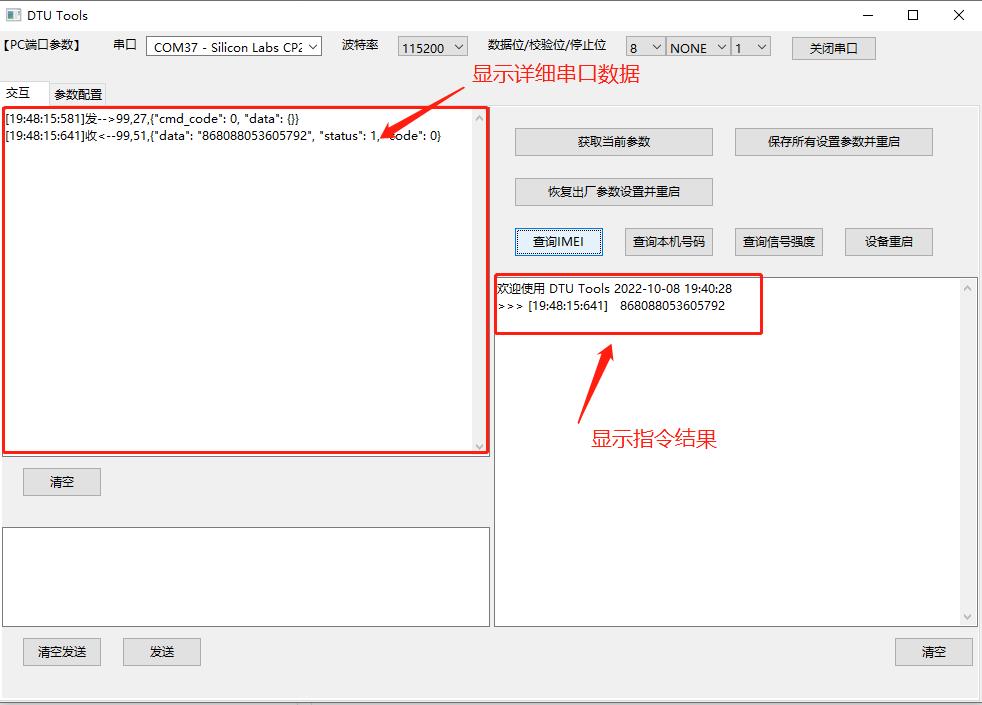 DTU Tools
【PC端口参数】 串口 COM37 - Silicon Labs CP2 波特率 115200 数据位/校验位/停止位 8 NONE 1 关闭串口
显示详细串口数据
交互 参数配置
[19:48:15:581]发-->99,27,{"cmd_code": 0, "data": {}}
[19:48:15:641]收<--99,51,{"data": "868088053605792", "status": 1, code": 0}
获取当前参数 保存所有设置参数并重启
恢复出厂参数设置并重启
查询IMEI 查询本机号码 查询信号强度 设备重启
欢迎使用 DTU Tools 2022-10-08 19:40:28
>>> [19:48:15:641] 868088053605792
显示指令结果
清空
清空发送 发送 清空